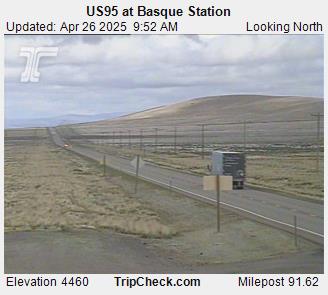 US95 at Basque Station
Updated: Apr 26 2025 9:52 AM Looking North
Elevation 4460 TripCheck.com Milepost 91.62